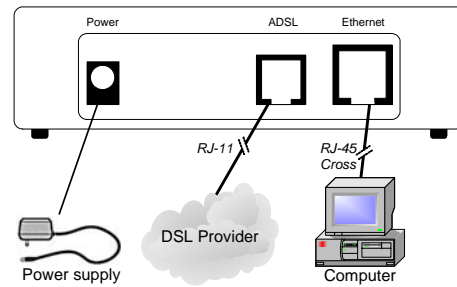 Power
ADSL
Ethernet
RJ-11
RJ-45
Cross
DSL Provider
Power supply
Computer